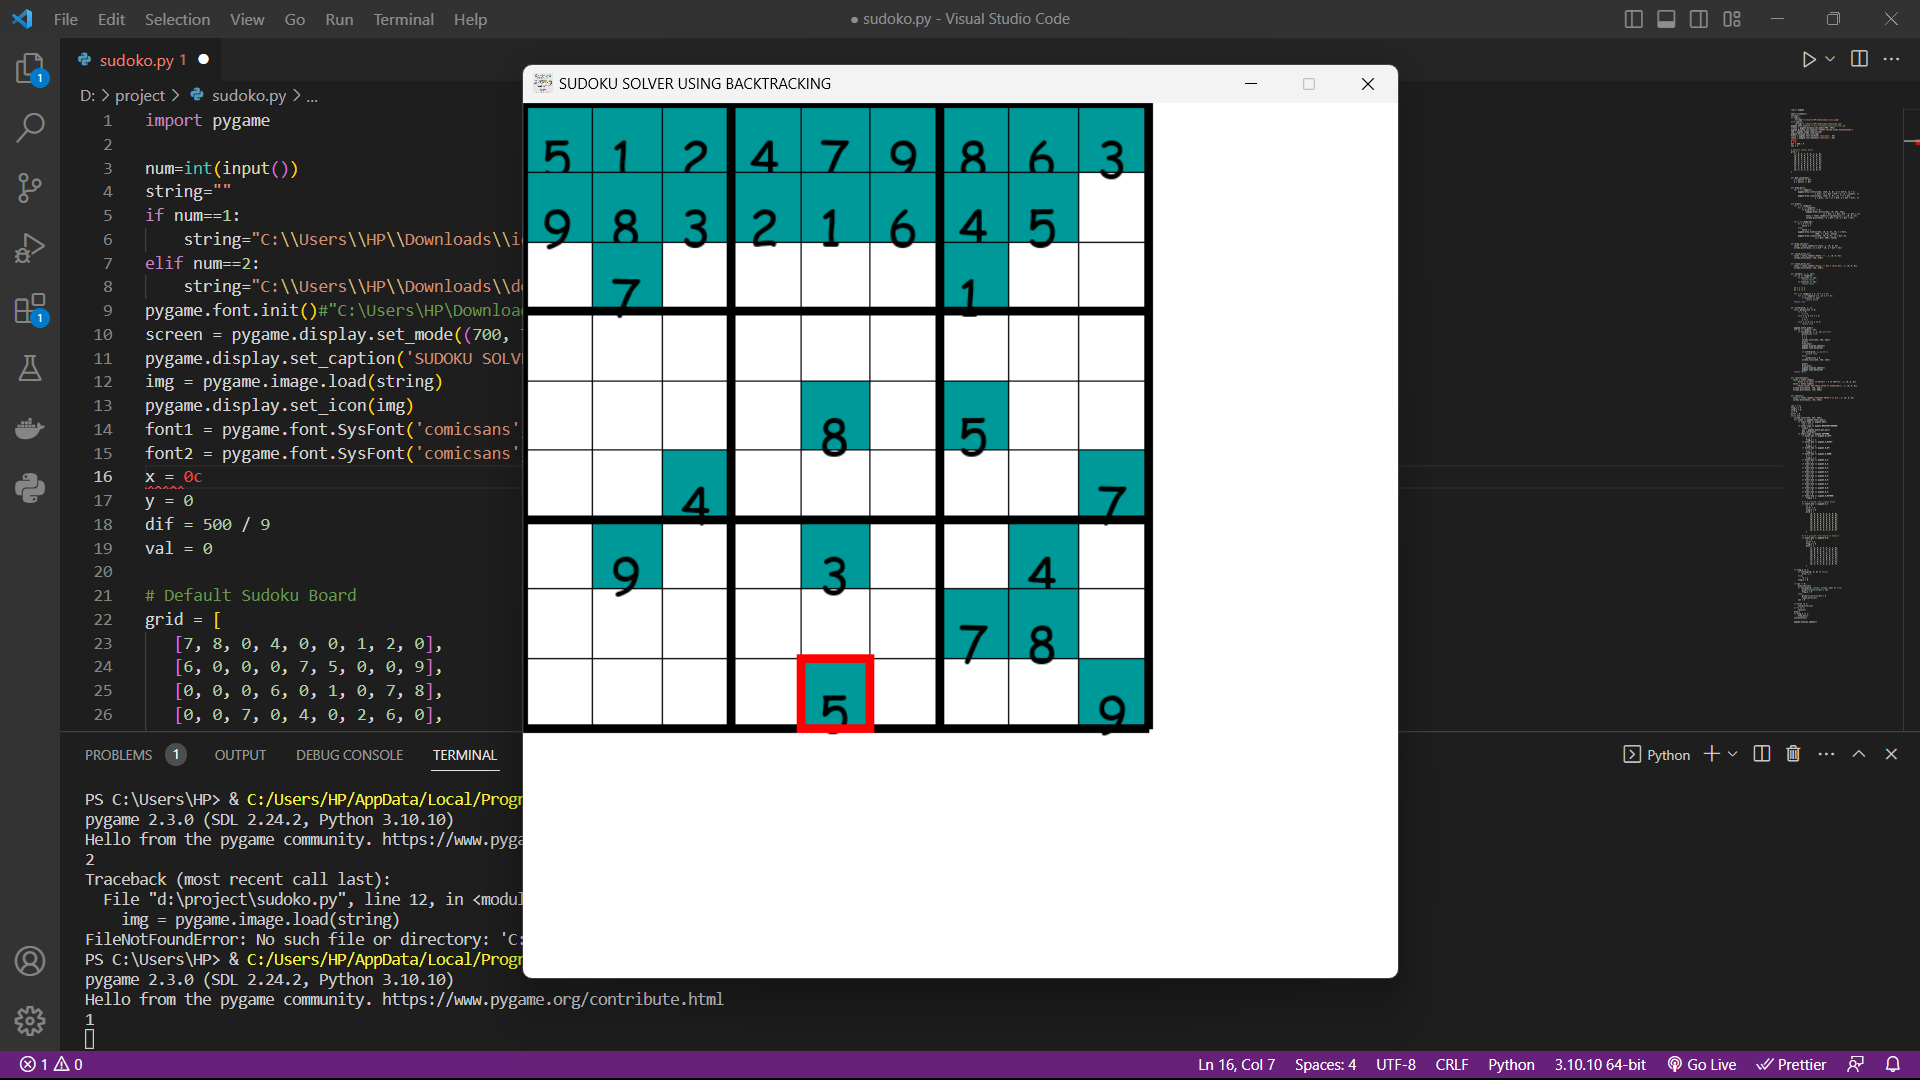 File Edit Selection View Go Run Terminal Help
● sudoko.py - Visual Studio Code
sudoko.py 1 ●
D: > project > sudoko.py > ...
1 import pygame
2
3 num=int(input())
4 string=""
5 if num==1:
6 string="C:\\Users\\HP\\Downloads\\i
7 elif num==2:
8 string="C:\\Users\\HP\\Downloads\\d
9 pygame.font.init()#"C:\Users\HP\Downloa
10 screen = pygame.display.set_mode((700,
11 pygame.display.set_caption('SUDOKU SOLV
12 img = pygame.image.load(string)
13 pygame.display.set_icon(img)
14 font1 = pygame.font.SysFont('comicsans'
15 font2 = pygame.font.SysFont('comicsans'
16 x = 0c
17 y = 0
18 dif = 500 / 9
19 val = 0
20
21 # Default Sudoku Board
22 grid = [
23 [7, 8, 0, 4, 0, 0, 1, 2, 0],
24 [6, 0, 0, 0, 7, 5, 0, 0, 9],
25 [0, 0, 0, 6, 0, 1, 0, 7, 8],
26 [0, 0, 7, 0, 4, 0, 2, 6, 0],
SUDOKU SOLVER USING BACKTRACKING
5 1 2 4 7 9 8 6 3
9 8 3 2 1 6 4 5
7 1
8 5
4 7
9 3 4
7 8
5 9
PROBLEMS 1 OUTPUT DEBUG CONSOLE TERMINAL
Python
PS C:\Users\HP> & C:/Users/HP/AppData/Local/Progr
pygame 2.3.0 (SDL 2.24.2, Python 3.10.10)
Hello from the pygame community. https://www.pyga
2
Traceback (most recent call last):
File "d:\project\sudoko.py", line 12, in <modul
img = pygame.image.load(string)
FileNotFoundError: No such file or directory: 'C:
PS C:\Users\HP> & C:/Users/HP/AppData/Local/Progr
pygame 2.3.0 (SDL 2.24.2, Python 3.10.10)
Hello from the pygame community. https://www.pygame.org/contribute.html
1
1 0 Ln 16, Col 7 Spaces: 4 UTF-8 CRLF Python 3.10.10 64-bit Go Live Prettier